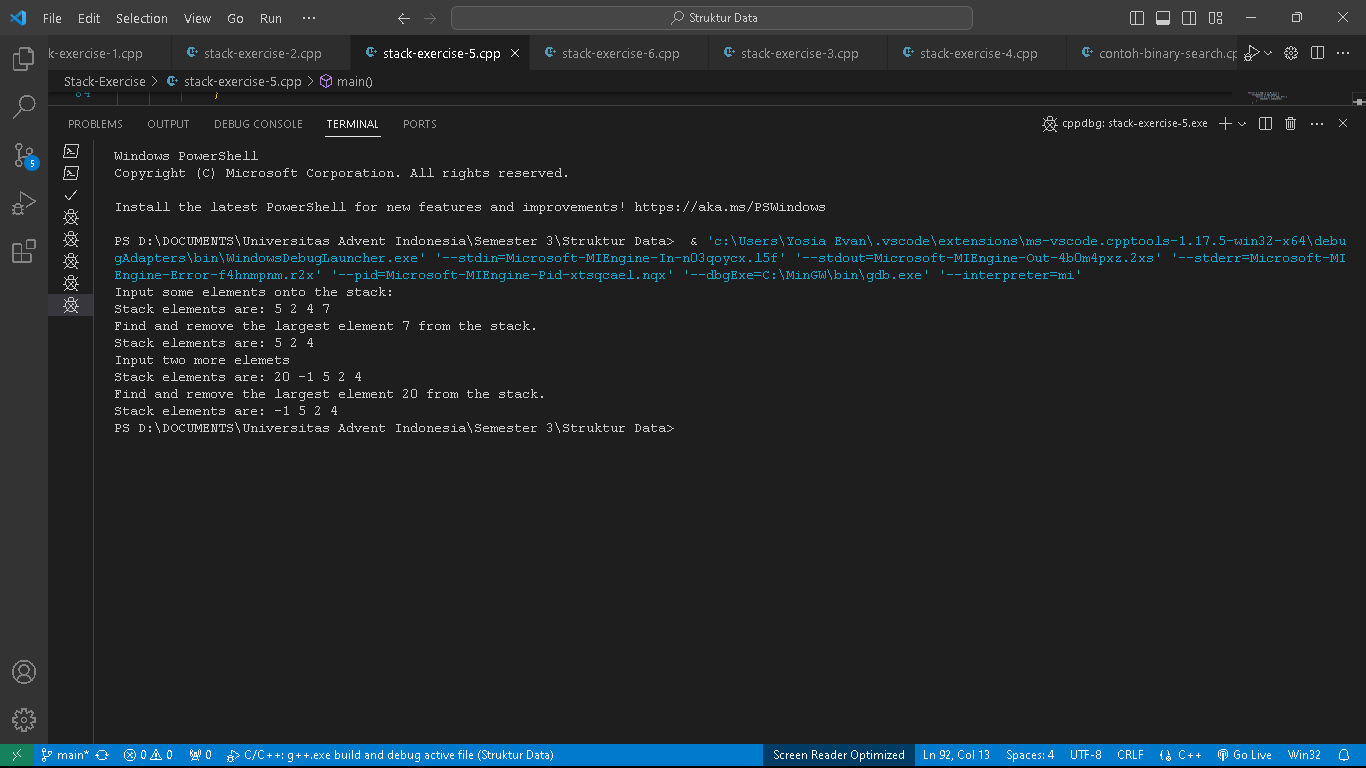 File Edit Selection View Go Run ··· Struktur Data
k-exercise-1.cpp stack-exercise-2.cpp stack-exercise-5.cpp stack-exercise-6.cpp stack-exercise-3.cpp stack-exercise-4.cpp contoh-binary-search.cp
Stack-Exercise > stack-exercise-5.cpp > main()
84 }
PROBLEMS OUTPUT DEBUG CONSOLE TERMINAL PORTS cppdbg: stack-exercise-5.exe
Windows PowerShell
Copyright (C) Microsoft Corporation. All rights reserved.
Install the latest PowerShell for new features and improvements! https://aka.ms/PSWindows
PS D:\DOCUMENTS\Universitas Advent Indonesia\Semester 3\Struktur Data>  & 'c:\Users\Yosia Evan\.vscode\extensions\ms-vscode.cpptools-1.17.5-win32-x64\debu
gAdapters\bin\WindowsDebugLauncher.exe' '--stdin=Microsoft-MIEngine-In-n03qoycx.l5f' '--stdout=Microsoft-MIEngine-Out-4b0m4pxz.2xs' '--stderr=Microsoft-MI
Engine-Error-f4hnmpnm.r2x' '--pid=Microsoft-MIEngine-Pid-xtsqcael.nqx' '--dbgExe=C:\MinGW\bin\gdb.exe' '--interpreter=mi'
Input some elements onto the stack:
Stack elements are: 5 2 4 7
Find and remove the largest element 7 from the stack.
Stack elements are: 5 2 4
Input two more elemets
Stack elements are: 20 -1 5 2 4
Find and remove the largest element 20 from the stack.
Stack elements are: -1 5 2 4
PS D:\DOCUMENTS\Universitas Advent Indonesia\Semester 3\Struktur Data>
5
main* 0 0 0 C/C++: g++.exe build and debug active file (Struktur Data) Screen Reader Optimized Ln 92, Col 13 Spaces: 4 UTF-8 CRLF {} C++ Go Live Win32